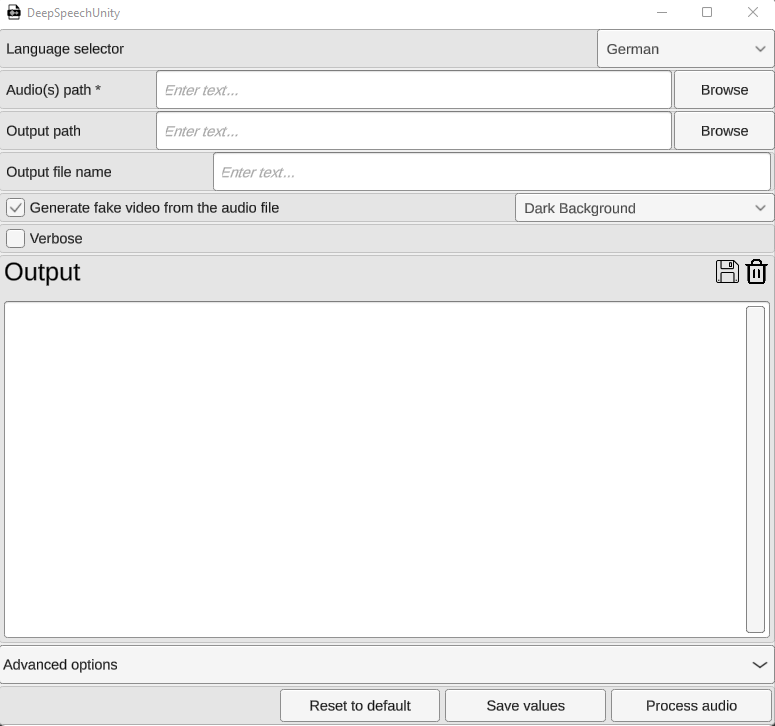 DeepSpeechUnity
Language selector German
Audio(s) path * Enter text... Browse
Output path Enter text... Browse
Output file name Enter text...
Generate fake video from the audio file Dark Background
Verbose
Output
Advanced options
Reset to default Save values Process audio